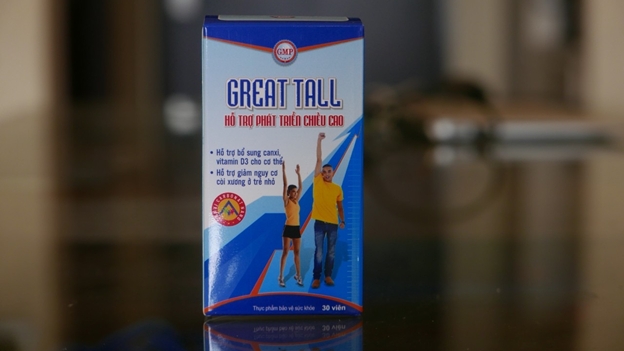 GMP
GREAT TALL
HỖ TRỢ PHÁT TRIỂN CHIỀU CAO
• Hỗ trợ bổ sung canxi,
vitamin D3 cho cơ thể
• Hỗ trợ giảm nguy cơ
còi xương ở trẻ nhỏ
Thực phẩm bảo vệ sức khỏe 30 viên